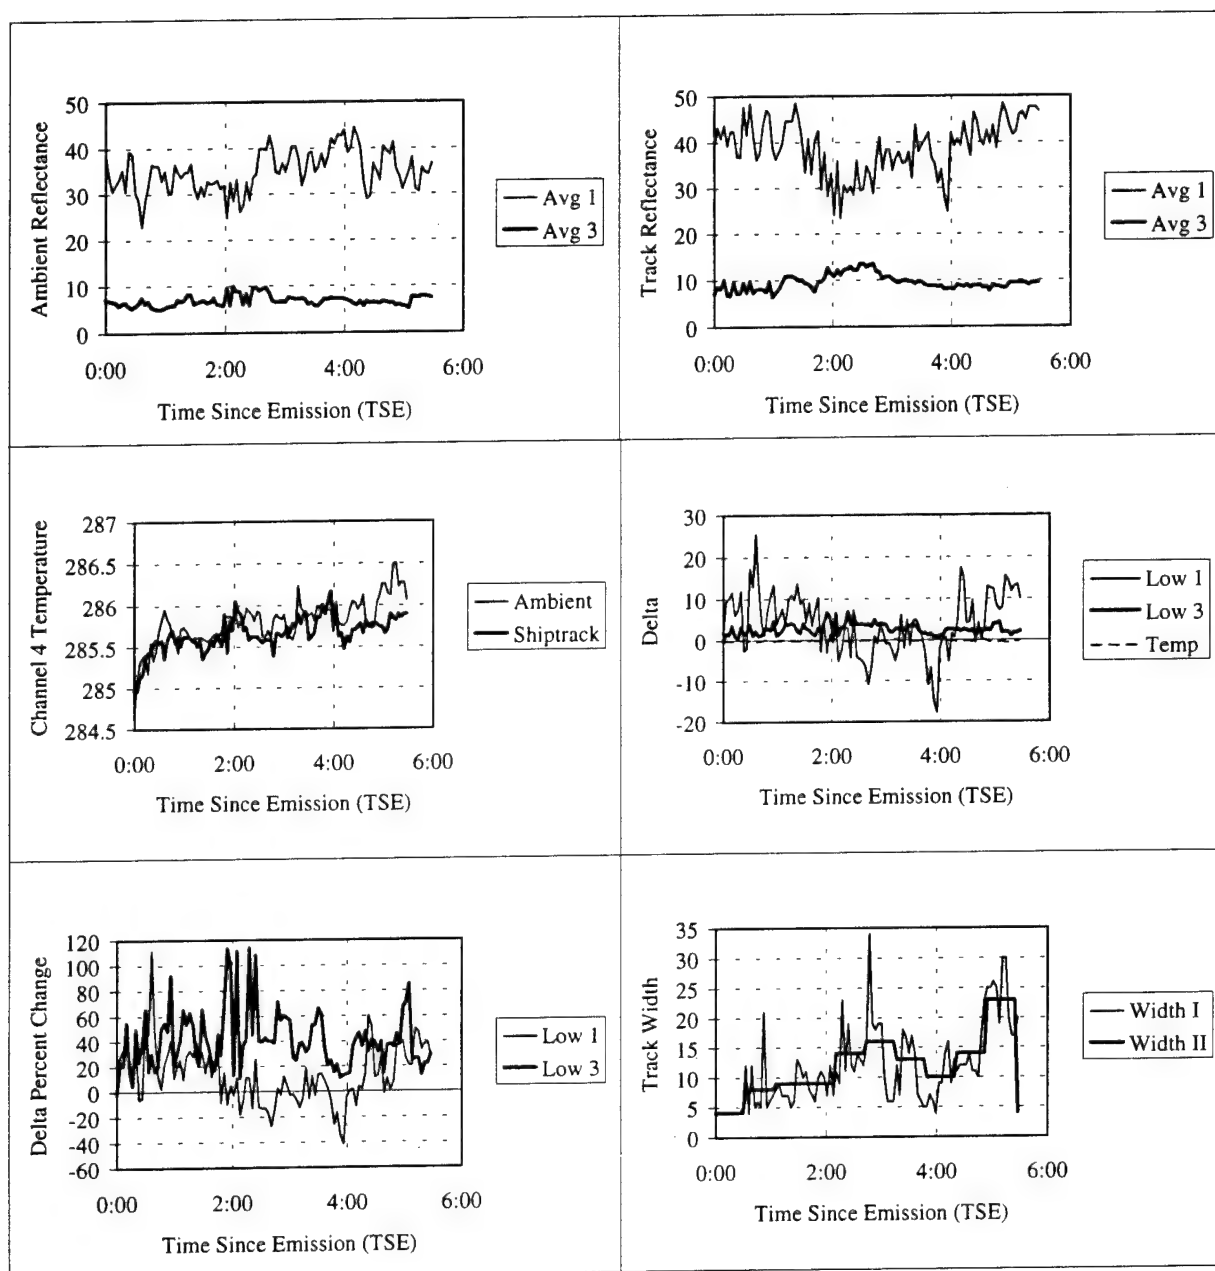 Ambient Reflectance
50
40
30
20
10
0
0:00 2:00 4:00 6:00
Time Since Emission (TSE)
Avg 1
Avg 3
Track Reflectance
50
40
30
20
10
0
0:00 2:00 4:00 6:00
Time Since Emission (TSE)
Avg 1
Avg 3
Channel 4 Temperature
287
286.5
286
285.5
285
284.5
0:00 2:00 4:00 6:00
Time Since Emission (TSE)
Ambient
Shiptrack
Delta
30
20
10
0
-10
-20
0:00 2:00 4:00 6:00
Time Since Emission (TSE)
Low 1
Low 3
Temp
Delta Percent Change
120
100
80
60
40
20
0
-20
-40
-60
0:00 2:00 4:00 6:00
Time Since Emission (TSE)
Low 1
Low 3
Track Width
35
30
25
20
15
10
5
0
0:00 2:00 4:00 6:00
Time Since Emission (TSE)
Width I
Width II